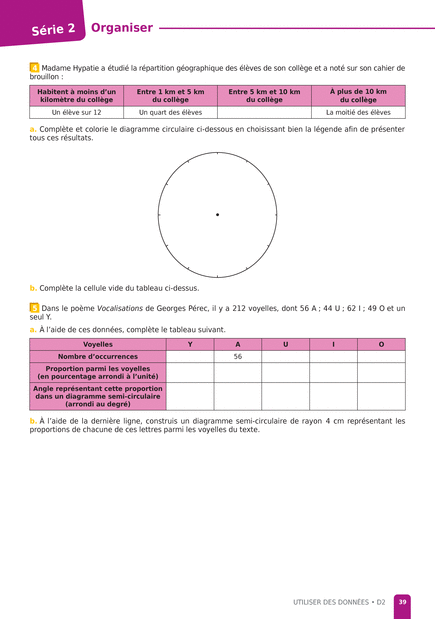 Série 2
Organiser
4 Madame Hypatie a étudié la répartition géographique des élèves de son collège et a noté sur son cahier de
brouillon :
Habitent à moins d'un
kilomètre du collège
Entre 1 km et 5 km
du collège
Entre 5 km et 10 km
du collège
À plus de 10 km
du collège
Un élève sur 12
Un quart des élèves
La moitié des élèves
a. Complète et colorie le diagramme circulaire ci-dessous en choisissant bien la légende afin de présenter
tous ces résultats.
b. Complète la cellule vide du tableau ci-dessus.
5 Dans le poème Vocalisations de Georges Pérec, il y a 212 voyelles, dont 56 A ; 44 U ; 62 I ; 49 O et un
seul Y.
a. À l'aide de ces données, complète le tableau suivant.
Voyelles Y A U I O
Nombre d'occurrences 56
Proportion parmi les voyelles
(en pourcentage arrondi à l'unité)
Angle représentant cette proportion
dans un diagramme semi-circulaire
(arrondi au degré)
b. À l'aide de la dernière ligne, construis un diagramme semi-circulaire de rayon 4 cm représentant les
proportions de chacune de ces lettres parmi les voyelles du texte.
UTILISER DES DONNÉES • D2 39